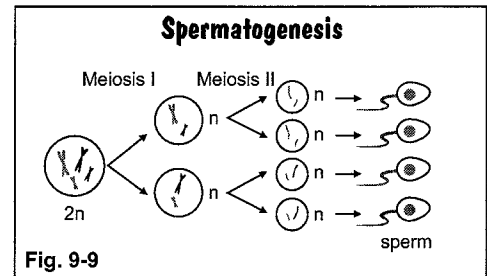 Spermatogenesis
Meiosis I Meiosis II
n
n
n
2n
n
n
n
sperm
Fig. 9-9